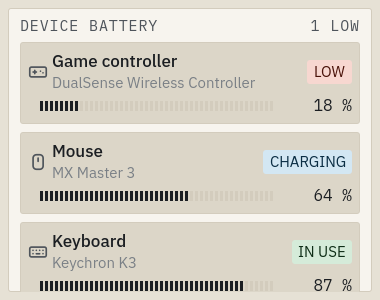 DEVICE BATTERY 1 LOW
Game controller
DualSense Wireless Controller
LOW
18 %
Mouse
MX Master 3
CHARGING
64 %
Keyboard
Keychron K3
IN USE
87 %